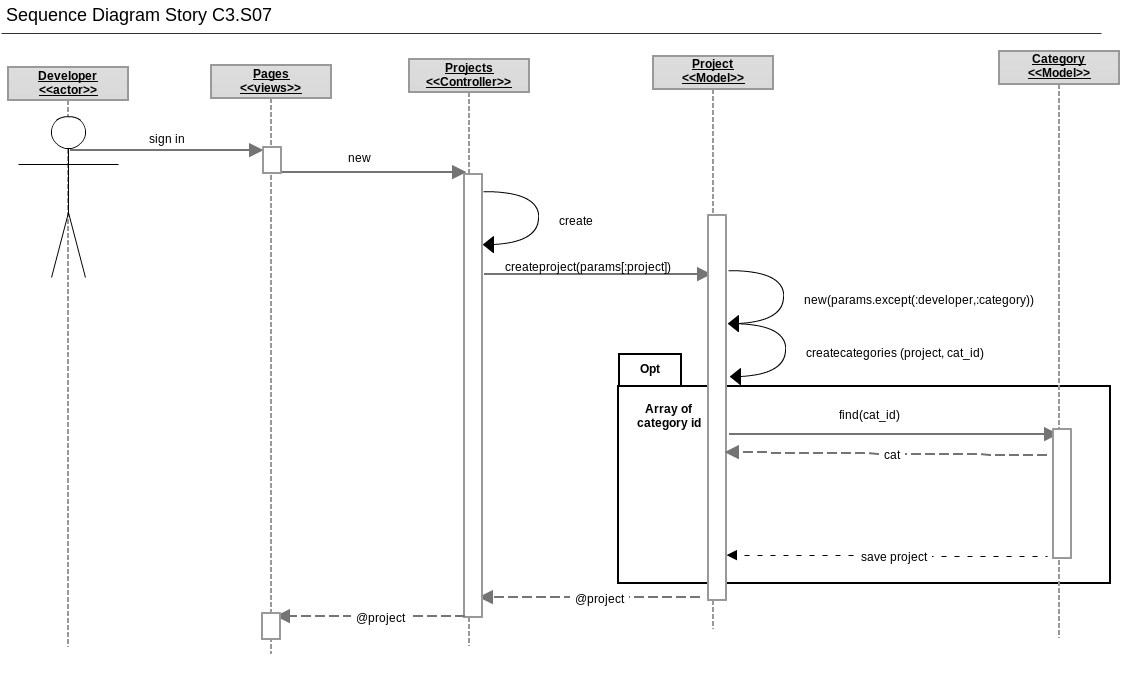 Sequence Diagram Story C3.S07
Developer
<<actor>>
Pages
<<views>>
Projects
<<Controller>>
Project
<<Model>>
Category
<<Model>>
sign in
new
create
createproject(params[:project])
new(params.except(:developer,:category))
createcategories (project, cat_id)
Opt
Array of
category id
find(cat_id)
cat
save project
@project
@project